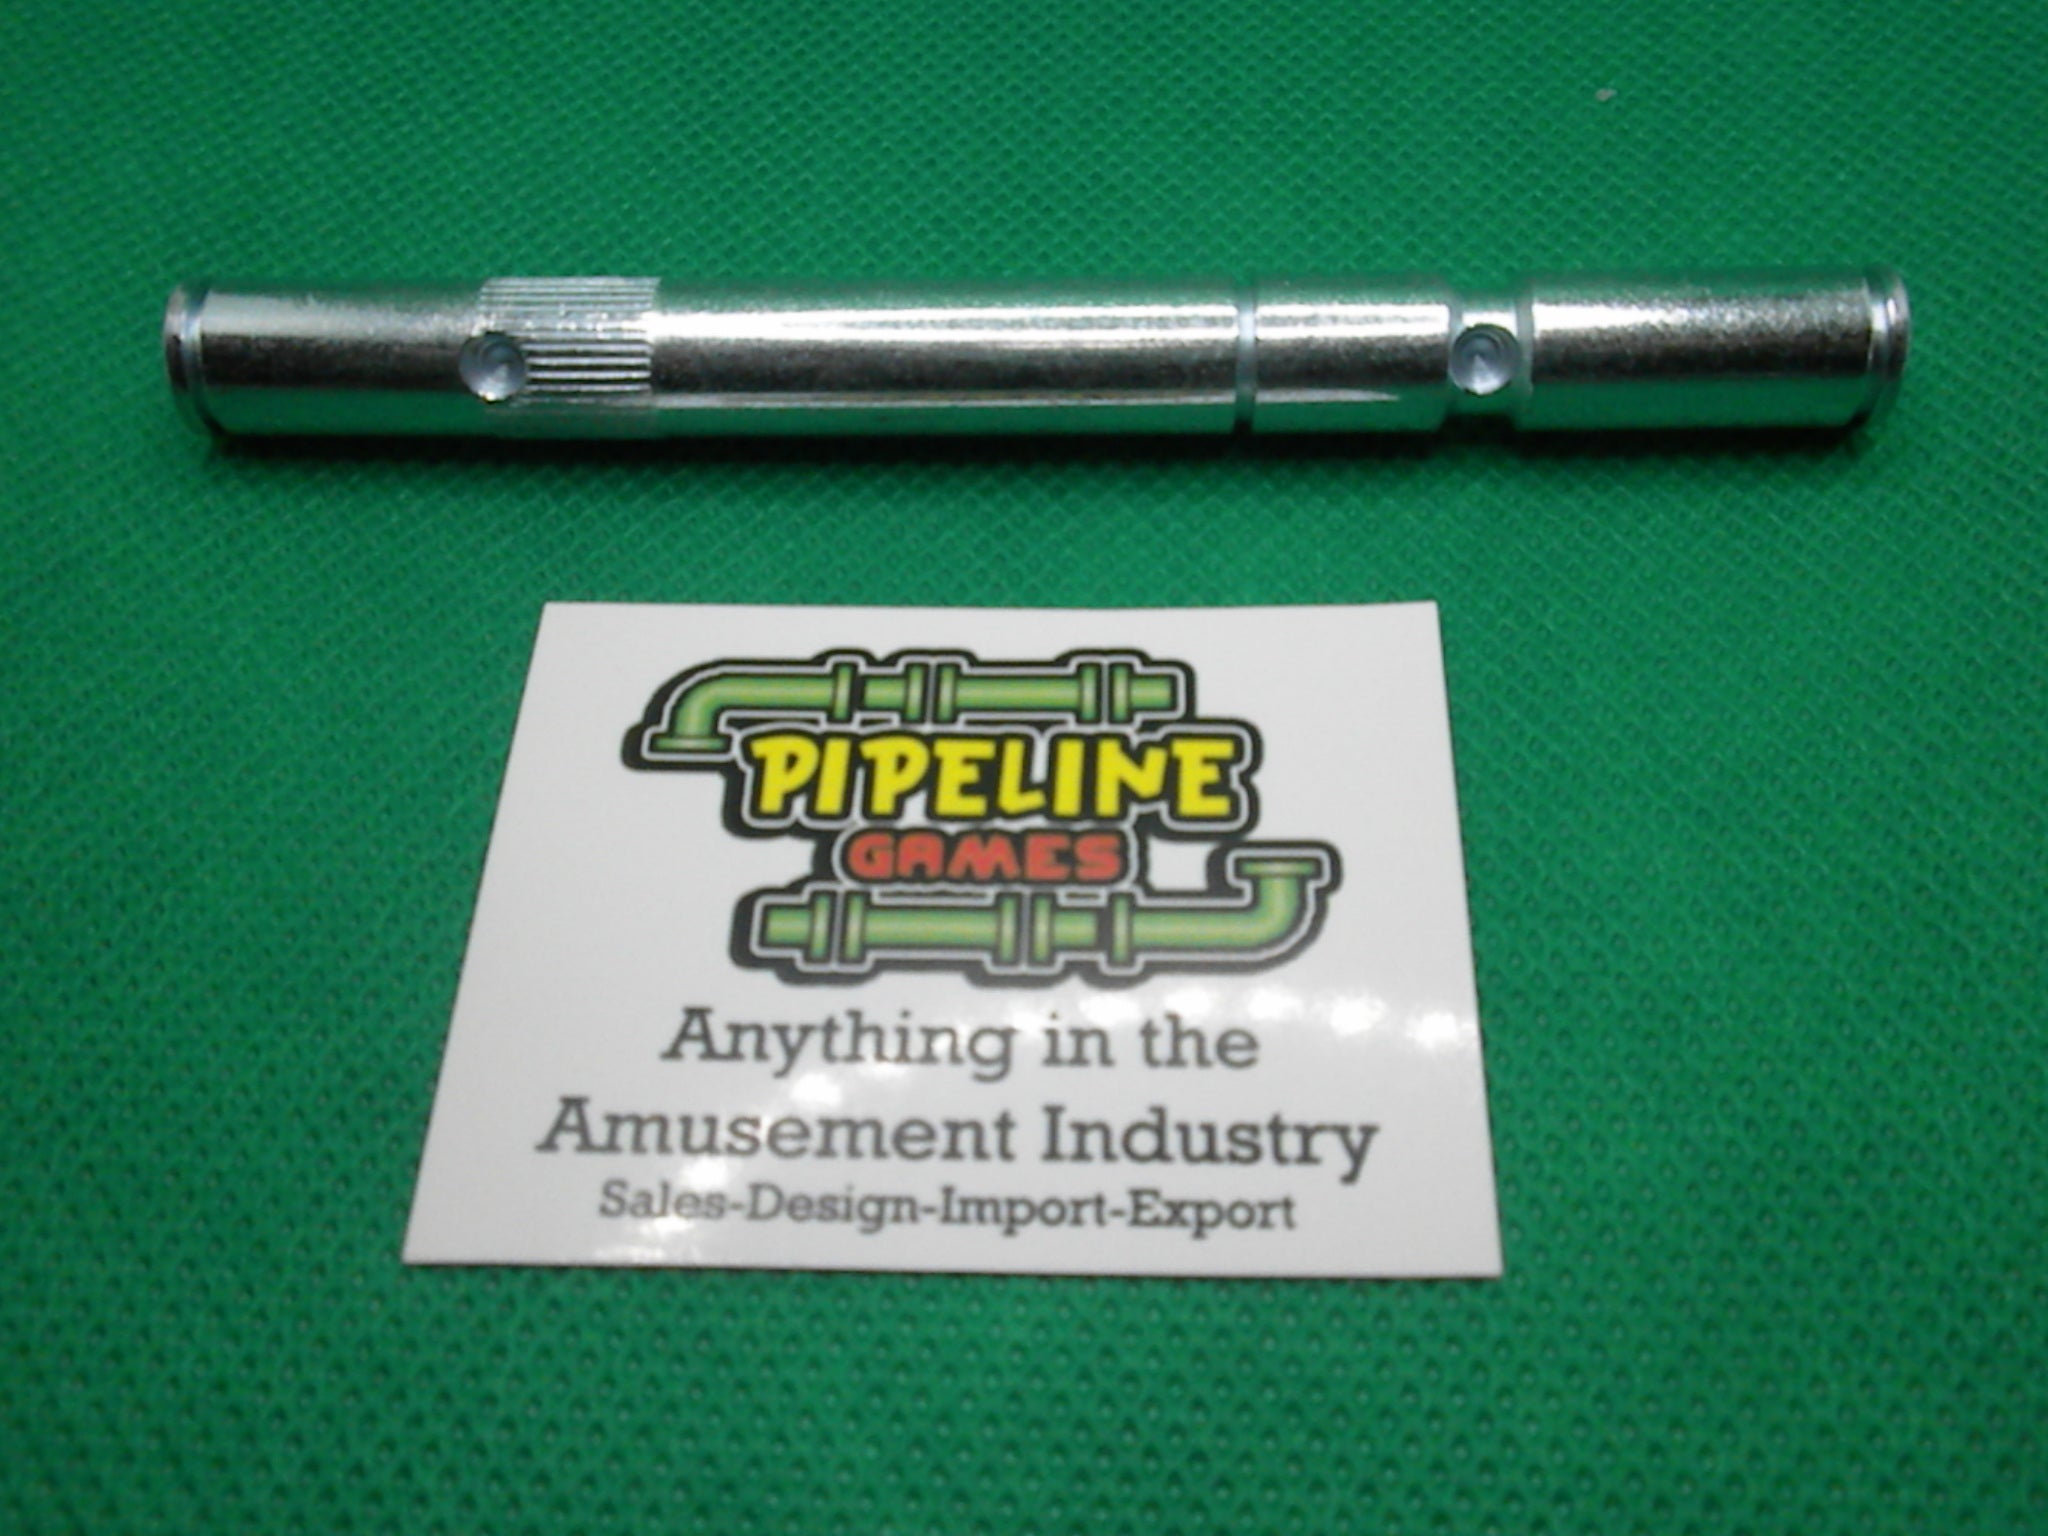 PIPELINE
GAMES
Anything in the
Amusement Industry
Sales-Design-Import-Export